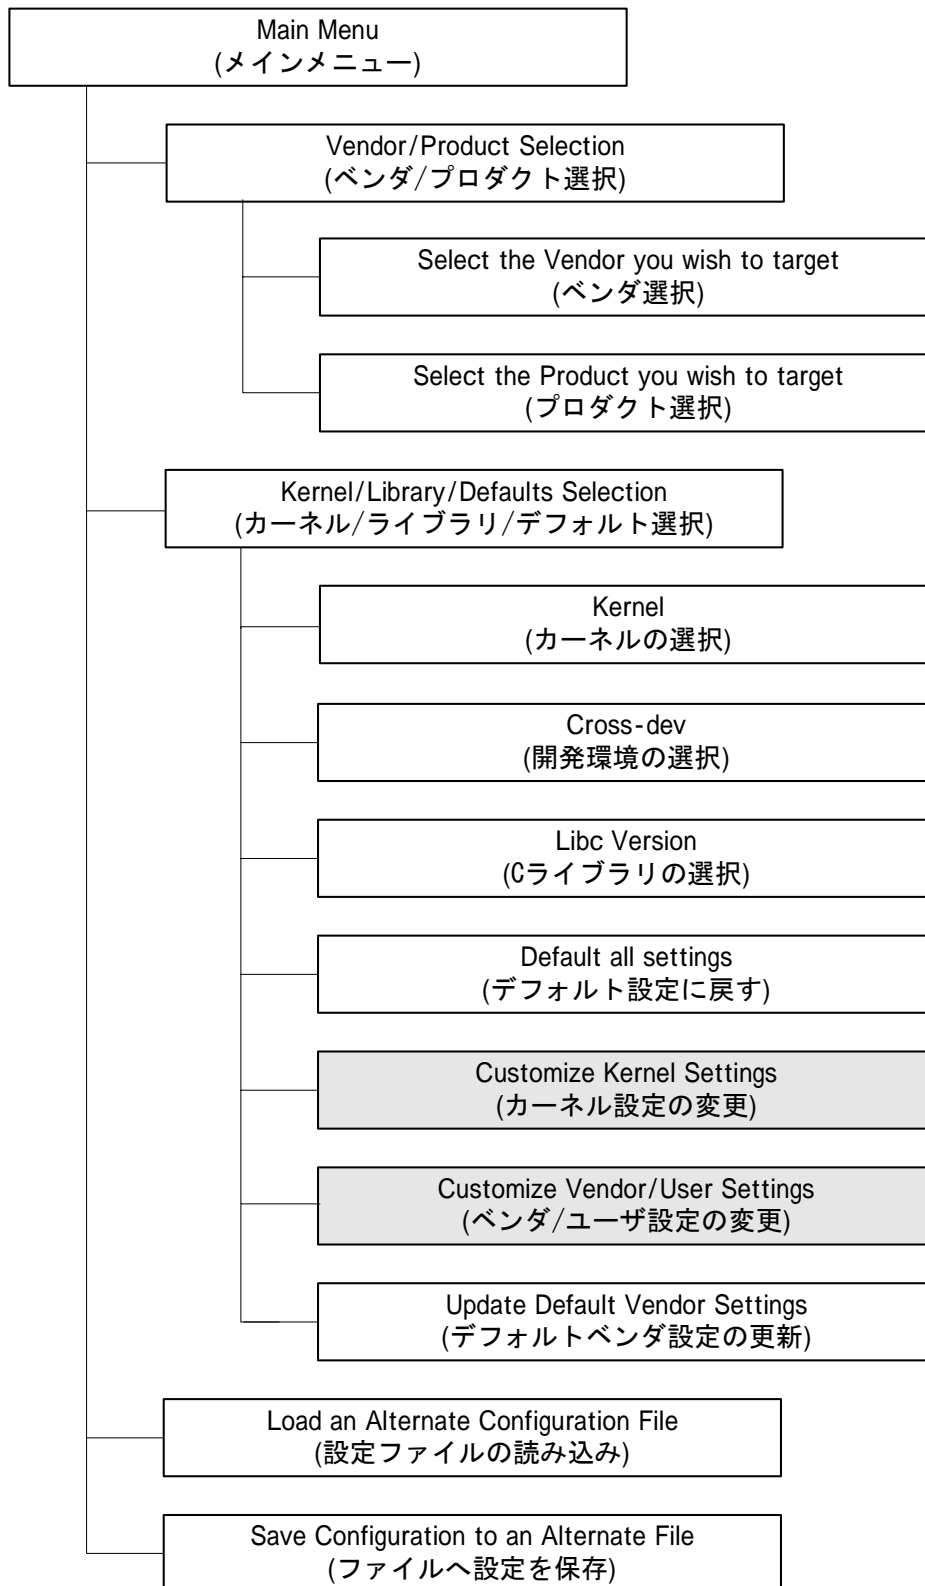 Main Menu
(メインメニュー)
Vendor/Product Selection
(ベンダ/プロダクト選択)
Select the Vendor you wish to target
(ベンダ選択)
Select the Product you wish to target
(プロダクト選択)
Kernel/Library/Defaults Selection
(カーネル/ライブラリ/デフォルト選択)
Kernel
(カーネルの選択)
Cross-dev
(開発環境の選択)
Libc Version
(Cライブラリの選択)
Default all settings
(デフォルト設定に戻す)
Customize Kernel Settings
(カーネル設定の変更)
Customize Vendor/User Settings
(ベンダ/ユーザ設定の変更)
Update Default Vendor Settings
(デフォルトベンダ設定の更新)
Load an Alternate Configuration File
(設定ファイルの読み込み)
Save Configuration to an Alternate File
(ファイルへ設定を保存)